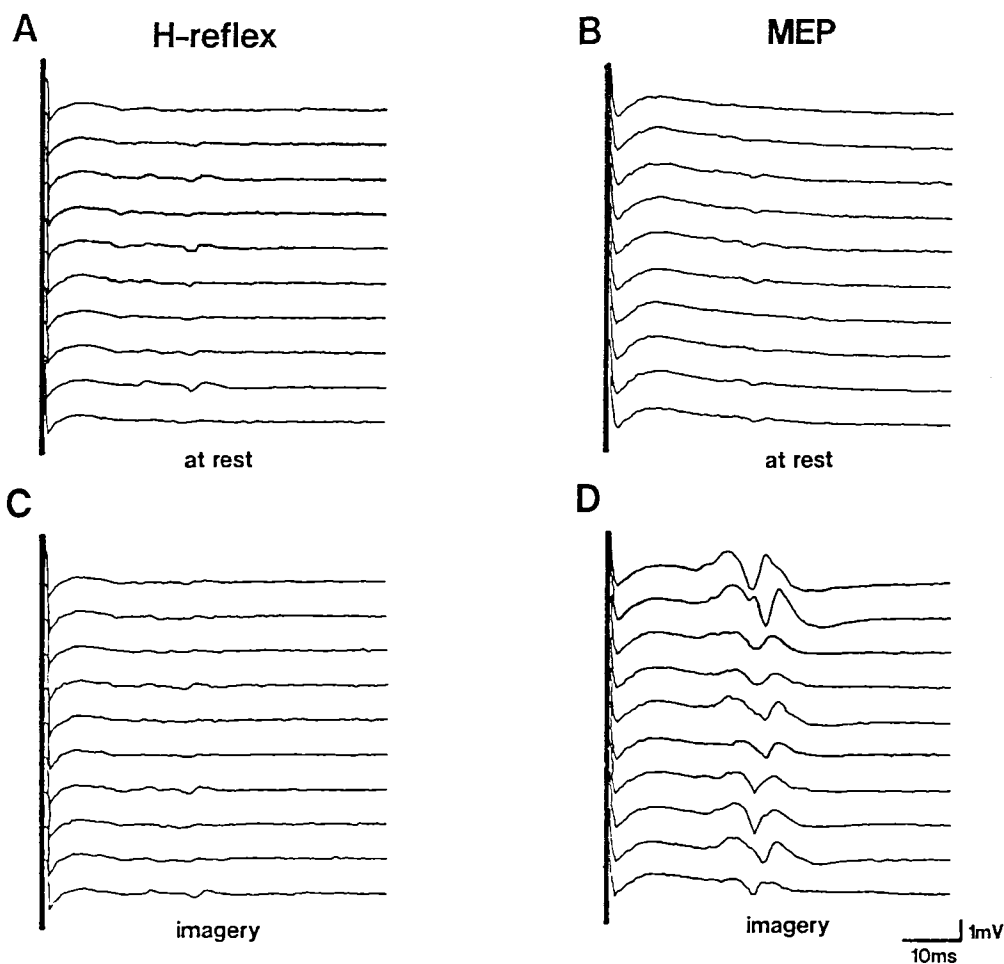 A
H-reflex
B
MEP
at rest
at rest
C
D
imagery
imagery
1mV
10ms